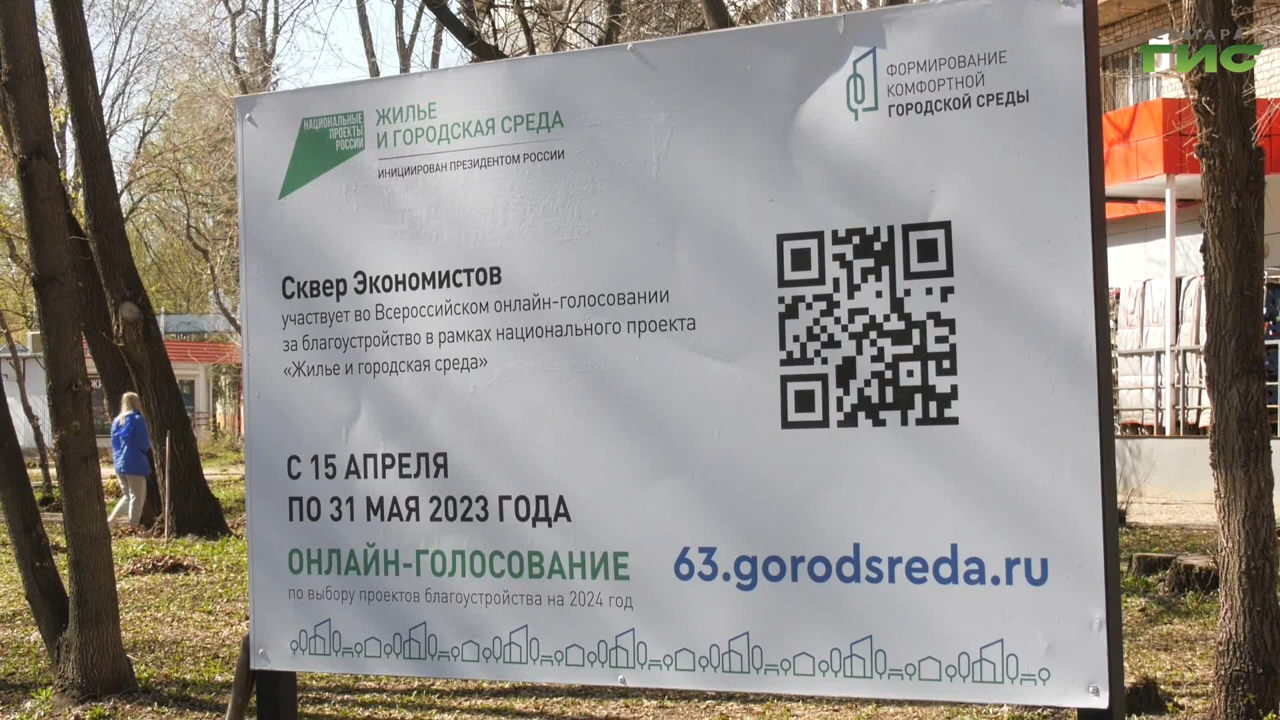 НАЦИОНАЛЬНЫЕ
ПРОЕКТЫ
РОССИИ
ЖИЛЬЕ
И ГОРОДСКАЯ СРЕДА
ИНИЦИИРОВАН ПРЕЗИДЕНТОМ РОССИИ
ФОРМИРОВАНИЕ
КОМФОРТНОЙ
ГОРОДСКОЙ СРЕДЫ
САМАРА
ГИС
Сквер Экономистов
участвует во Всероссийском онлайн-голосовании
за благоустройство в рамках национального проекта
«Жилье и городская среда»
С 15 АПРЕЛЯ
ПО 31 МАЯ 2023 ГОДА
ОНЛАЙН-ГОЛОСОВАНИЕ
по выбору проектов благоустройства на 2024 год
63.gorodsreda.ru